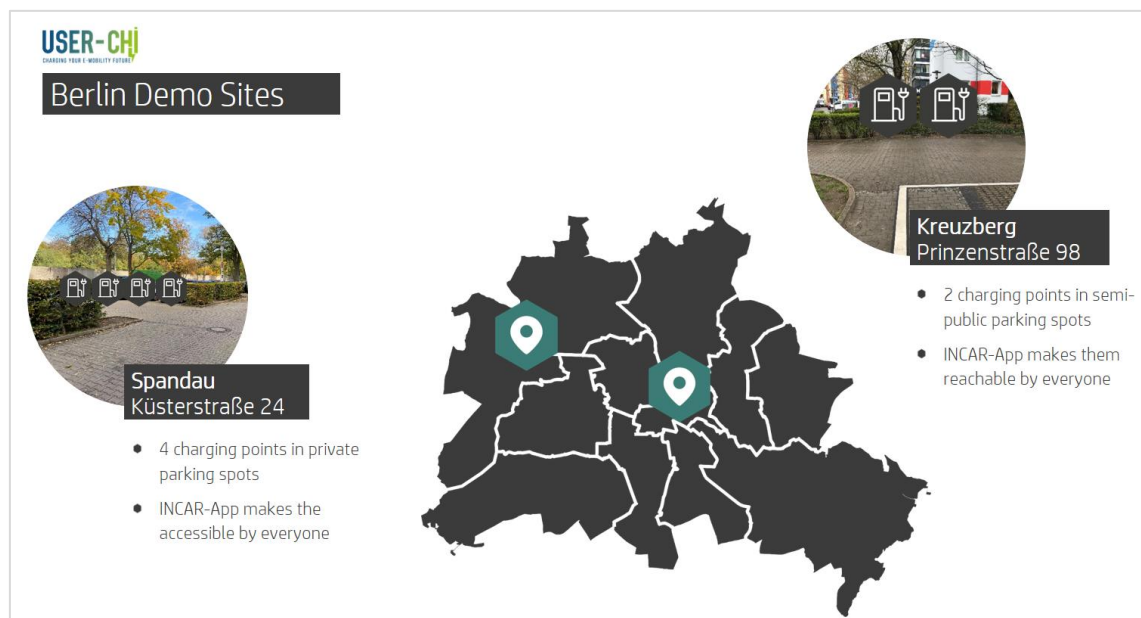 USER-CHI
CHARGING YOUR E-MOBILITY FUTURE
Berlin Demo Sites
Kreuzberg
Prinzenstraße 98
2 charging points in semi-
public parking spots
INCAR-App makes them
reachable by everyone
Spandau
Küsterstraße 24
4 charging points in private
parking spots
INCAR-App makes the
accessible by everyone